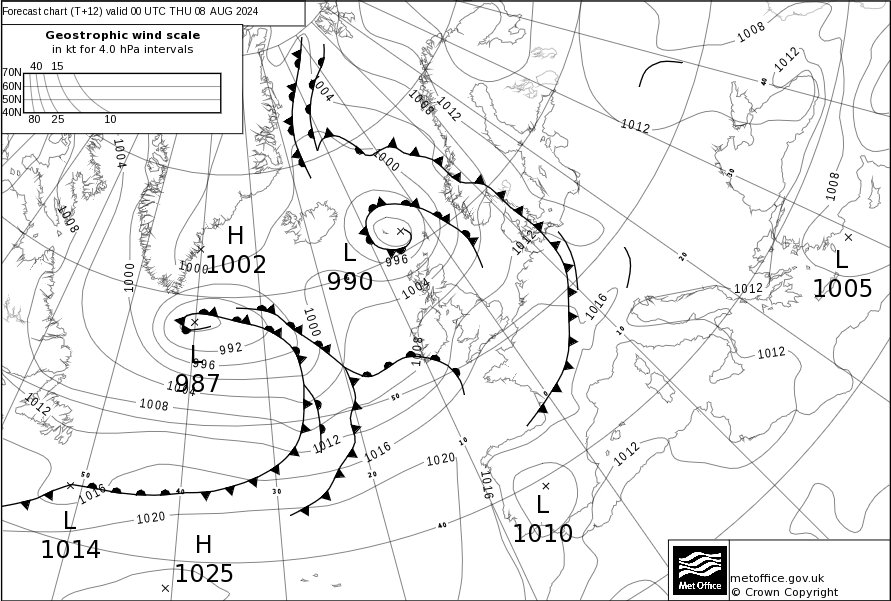 Forecast chart (T+12) valid 00 UTC THU 08 AUG 2024
Geostrophic wind scale
in kt for 4.0 hPa intervals
40 15
70N
60N
50N
40N
80 25 10
1008
1012
40
1004
1008
1012
1012
1004
1000
30
1008
1008
H
1002
1000
1000
L
990
996
1012
1004
20
L
1005
1012
1016
10
1000
1008
992
996
L
987
1004
1008
1012
1012
50
0
1012
1016
1020
10
1012
50
1016
40
30
20
1016
L
1014
1020
40
L
1010
H
1025
Met Office
metoffice.gov.uk
© Crown Copyright